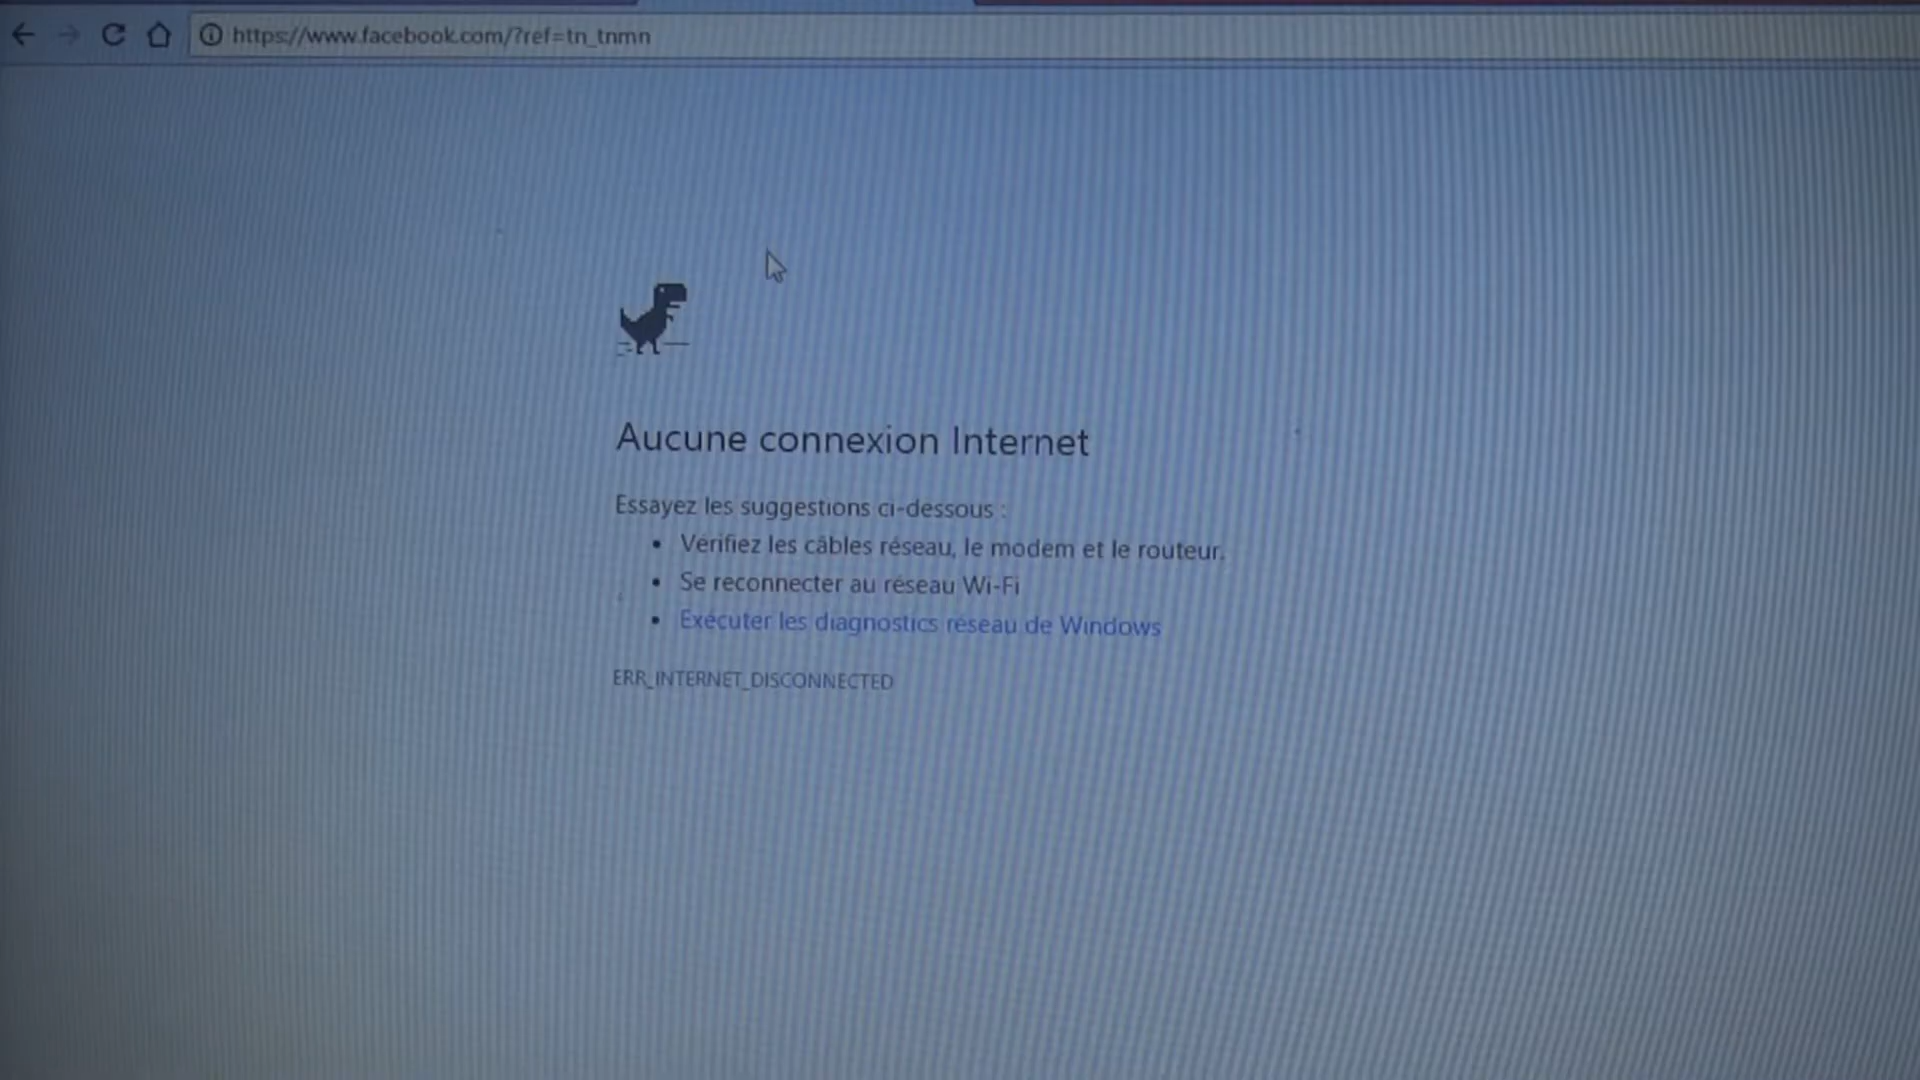 https://www.facebook.com/?ref=tn_tnmn
Aucune connexion Internet
Essayez les suggestions ci-dessous :
• Vérifiez les câbles réseau, le modem et le routeur.
• Se reconnecter au réseau Wi-Fi
• Exécuter les diagnostics réseau de Windows
ERR_INTERNET_DISCONNECTED